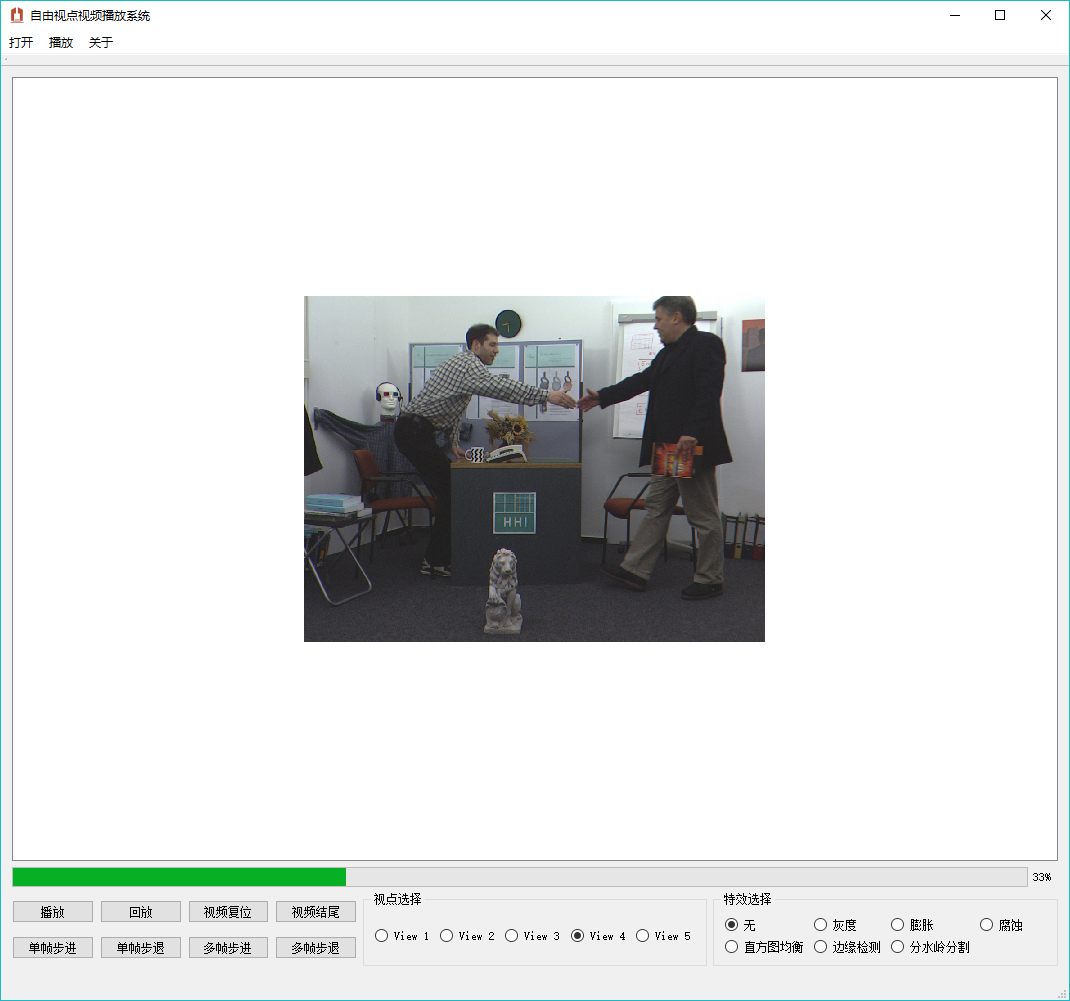 自由视点视频播放系统
打开 播放 关于
HHI
33%
播放 回放 视频复位 视频结尾
单帧步进 单帧步退 多帧步进 多帧步退
视点选择
View 1 View 2 View 3 View 4 View 5
特效选择
无 灰度 膨胀 腐蚀
直方图均衡 边缘检测 分水岭分割